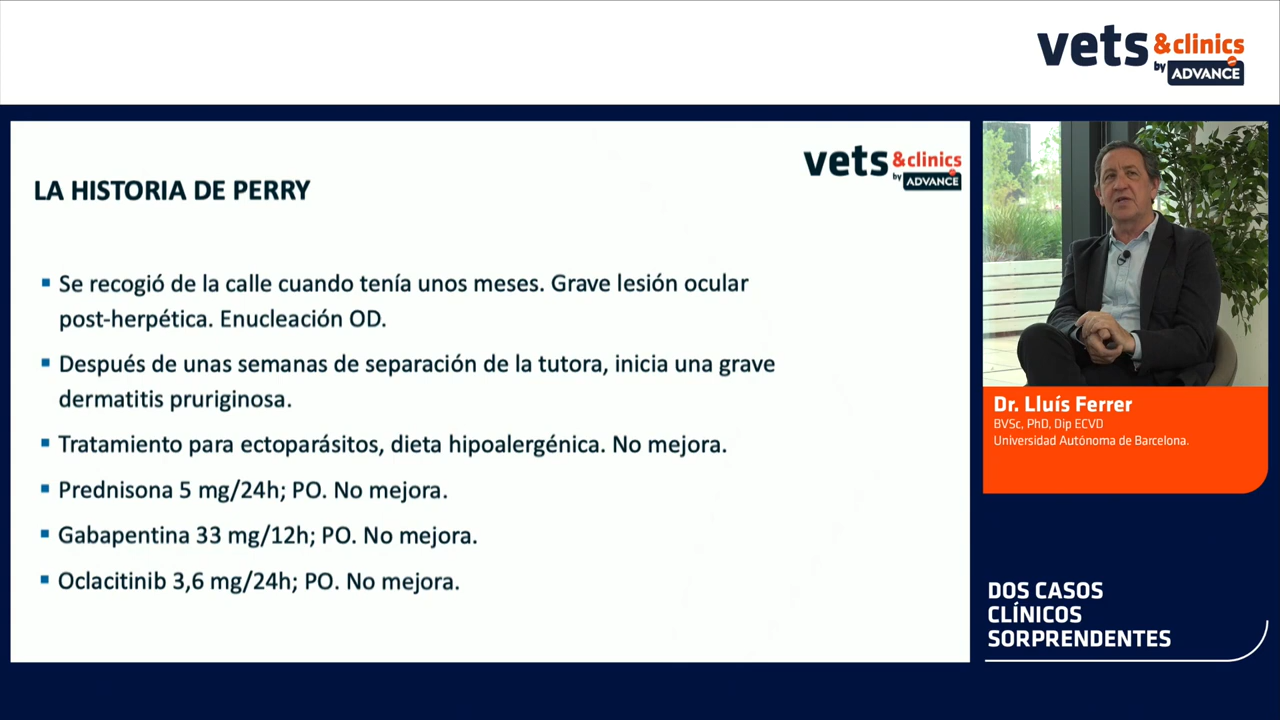 vets &clinics
by ADVANCE
vets &clinics
by ADVANCE
LA HISTORIA DE PERRY
▪ Se recogió de la calle cuando tenía unos meses. Grave lesión ocular
post-herpética. Enucleación OD.
▪ Después de unas semanas de separación de la tutora, inicia una grave
dermatitis pruriginosa.
▪ Tratamiento para ectoparásitos, dieta hipoalergénica. No mejora.
▪ Prednisona 5 mg/24h; PO. No mejora.
▪ Gabapentina 33 mg/12h; PO. No mejora.
▪ Oclacitinib 3,6 mg/24h; PO. No mejora.
Dr. Lluís Ferrer
BVSc, PhD, Dip ECVD
Universidad Autónoma de Barcelona.
DOS CASOS
CLÍNICOS
SORPRENDENTES